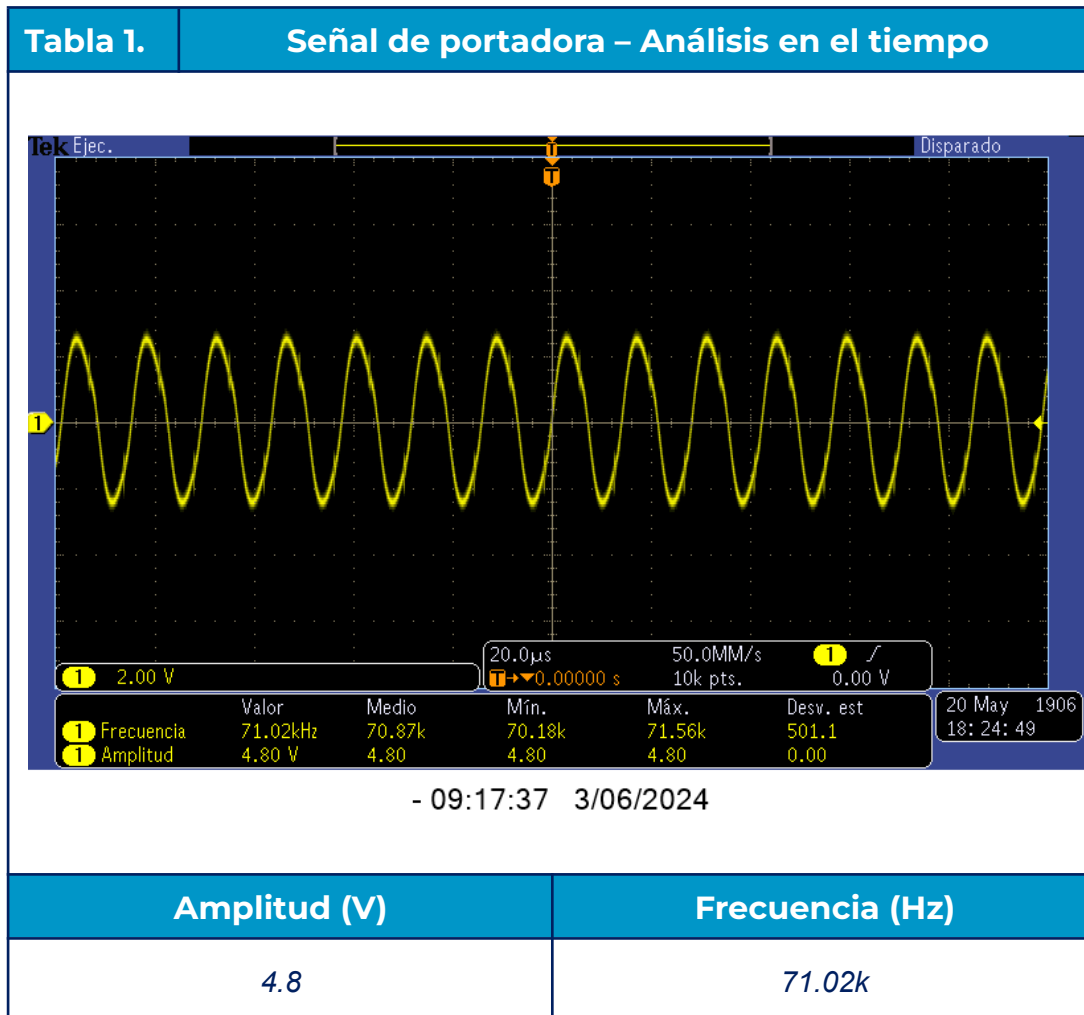 Tabla 1. Señal de portadora – Análisis en el tiempo
Tek Ejec. T Disparado
T
1
20.0µs 50.0MM/s 1
1 2.00 V T→▼0.00000 s 10k pts. 0.00 V
Valor Medio Mín. Máx. Desv. est
1 Frecuencia 71.02kHz 70.87k 70.18k 71.56k 501.1
1 Amplitud 4.80 V 4.80 4.80 4.80 0.00
20 May 1906
18:24:49
- 09:17:37 3/06/2024
Amplitud (V) Frecuencia (Hz)
4.8 71.02k